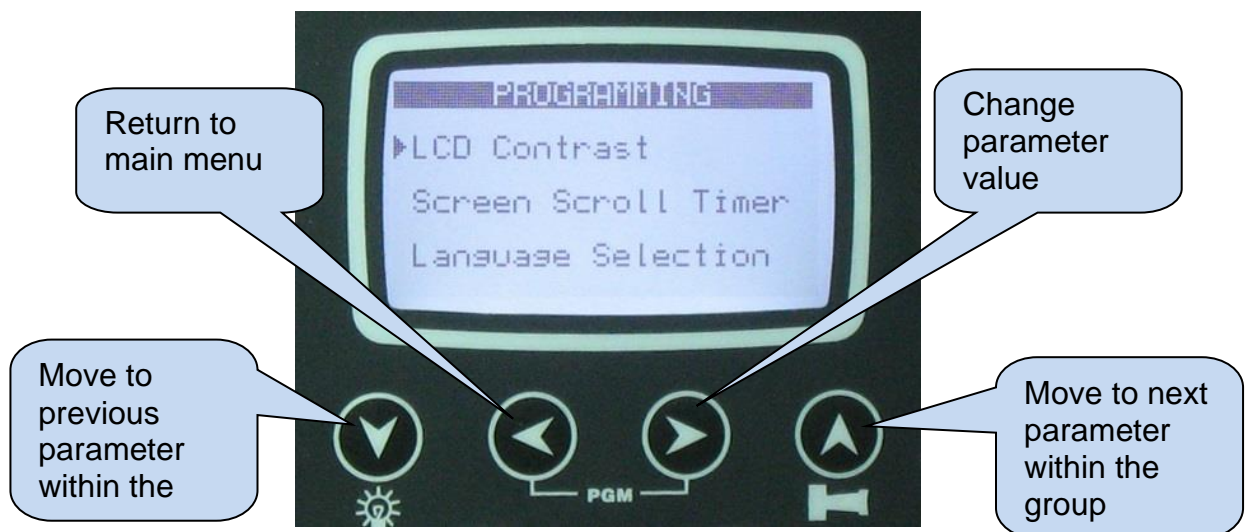 Return to
main menu
PROGRAMMING
LCD Contrast
Screen Scroll Timer
Language Selection
Change
parameter
value
Move to
previous
parameter
within the
PGM
Move to next
parameter
within the
group